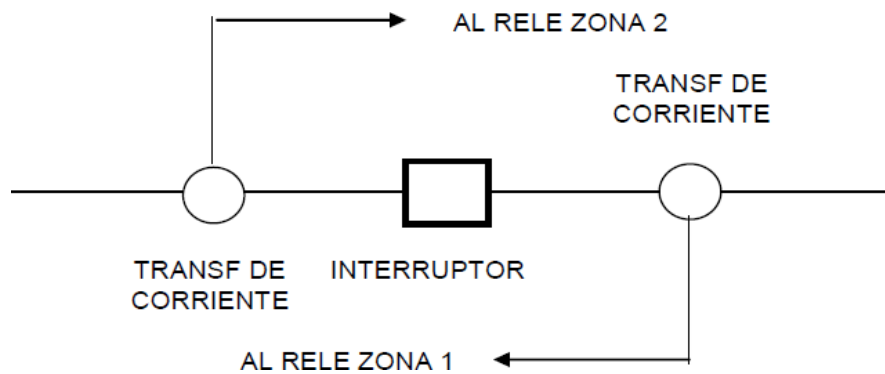 AL RELE ZONA 2
TRANSF DE
CORRIENTE
TRANSF DE
CORRIENTE
INTERRUPTOR
AL RELE ZONA 1